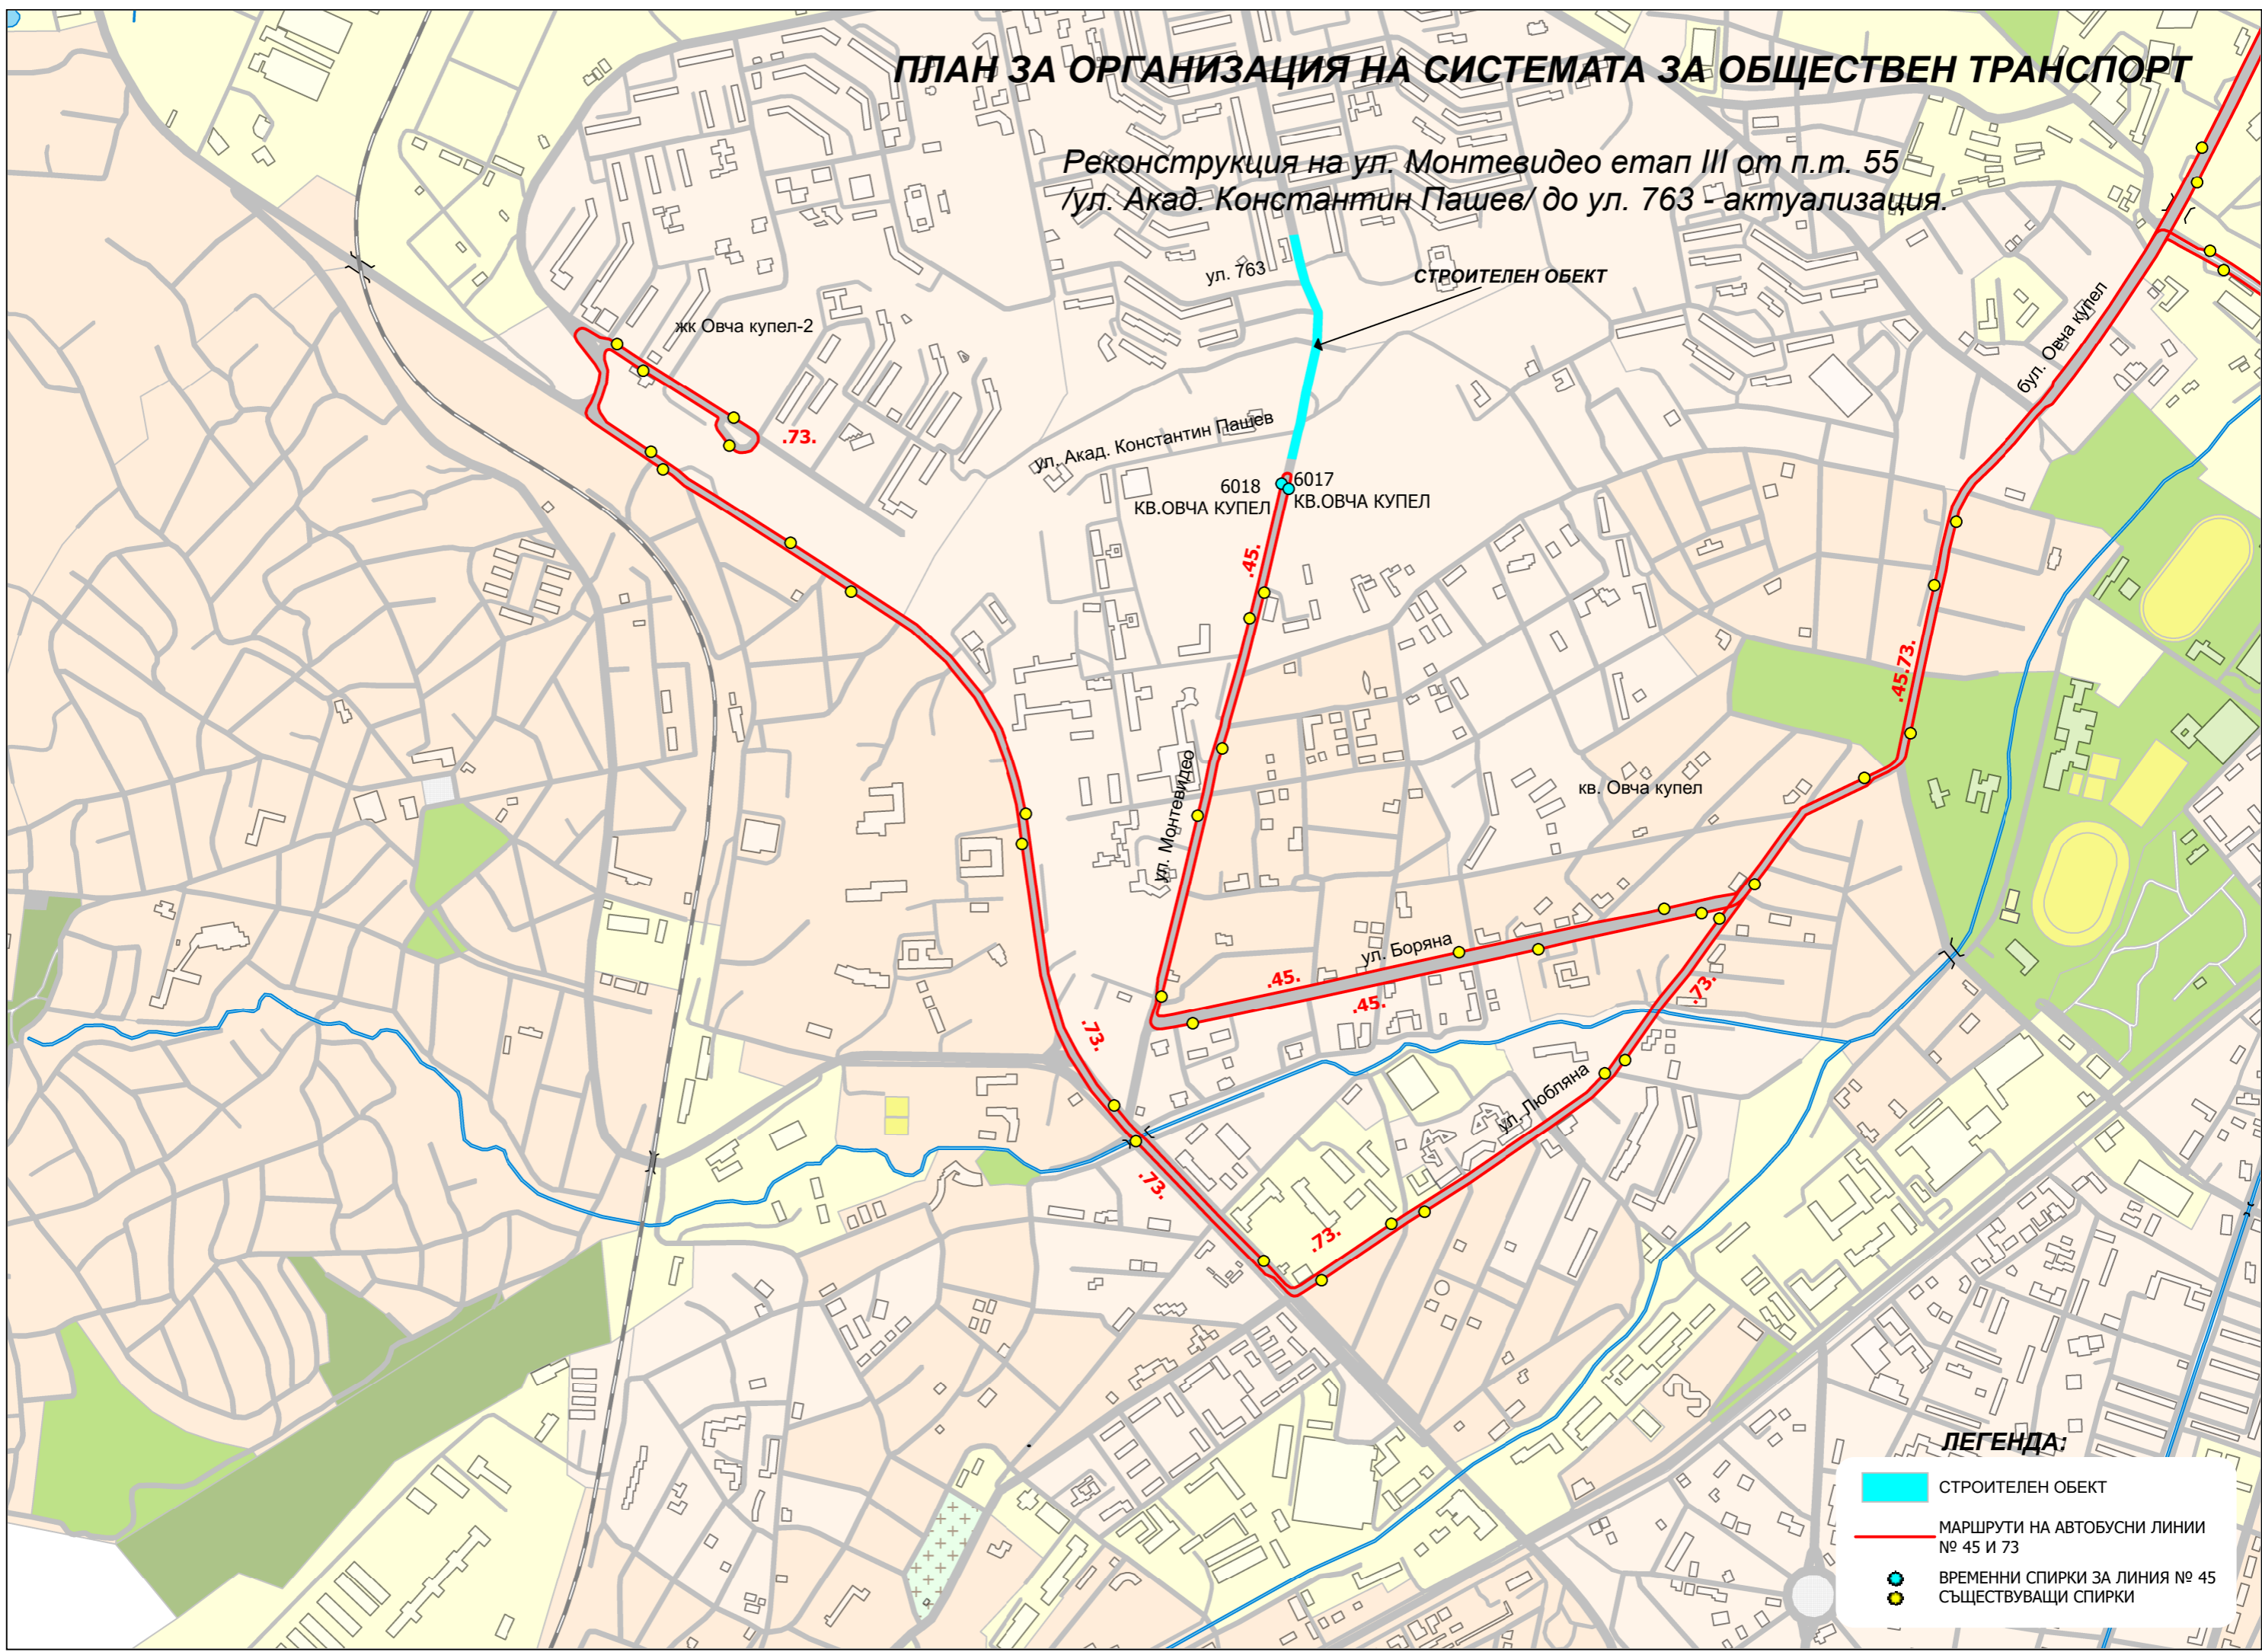 ПЛАН ЗА ОРГАНИЗАЦИЯ НА СИСТЕМАТА ЗА ОБЩЕСТВЕН ТРАНСПОРТ
Реконструкция на ул. Монтевидео етап III от п.т. 55
/ул. Акад. Константин Пашев/ до ул. 763 - актуализация.
ул. 763
СТРОИТЕЛЕН ОБЕКТ
бул. Овча купел
жк Овча купел-2
.73.
ул. Акад. Константин Пашев
6018
КВ.ОВЧА КУПЕЛ
6017
КВ.ОВЧА КУПЕЛ
.45.
.45.73.
ул. Монтевидео
кв. Овча купел
ул. Боряна
.45.
.45.
.73.
.73.
ул. Любляна
.73.
.73.
ЛЕГЕНДА:
СТРОИТЕЛЕН ОБЕКТ
МАРШРУТИ НА АВТОБУСНИ ЛИНИИ
№ 45 И 73
ВРЕМЕННИ СПИРКИ ЗА ЛИНИЯ № 45
СЪЩЕСТВУВАЩИ СПИРКИ